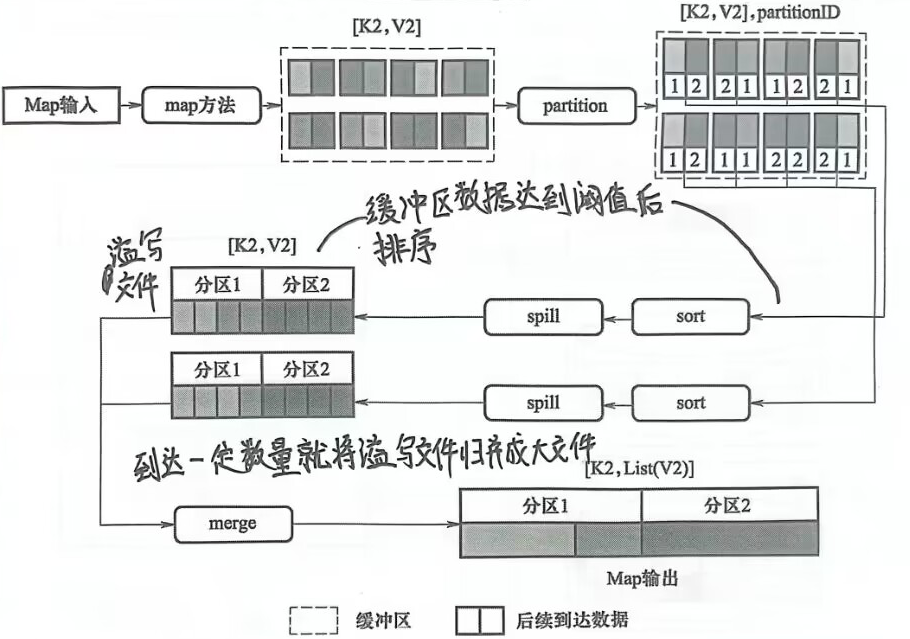 [K2,V2]
[K2,V2],partitionID
Map输入
map方法
partition
1 2 2 1 1 2 2 1
1 2 1 1 2 2 2 1
缓冲区数据达到阈值后
排序
溢写
文件
[K2,V2]
分区1 分区2
spill
sort
分区1 分区2
spill
sort
到达一定数量就将溢写文件归并成大文件
[K2,List(V2)]
merge
分区1 分区2
Map输出
缓冲区
后续到达数据